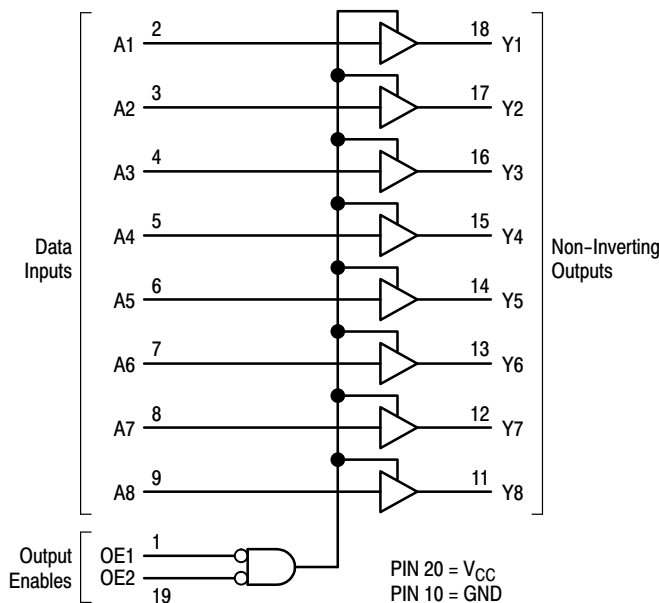 A1 2 18 Y1
A2 3 17 Y2
A3 4 16 Y3
A4 5 15 Y4
Data
Inputs
Non–Inverting
Outputs
A5 6 14 Y5
A6 7 13 Y6
A7 8 12 Y7
A8 9 11 Y8
Output
Enables
OE1 1
OE2 19
PIN 20 = VCC
PIN 10 = GND